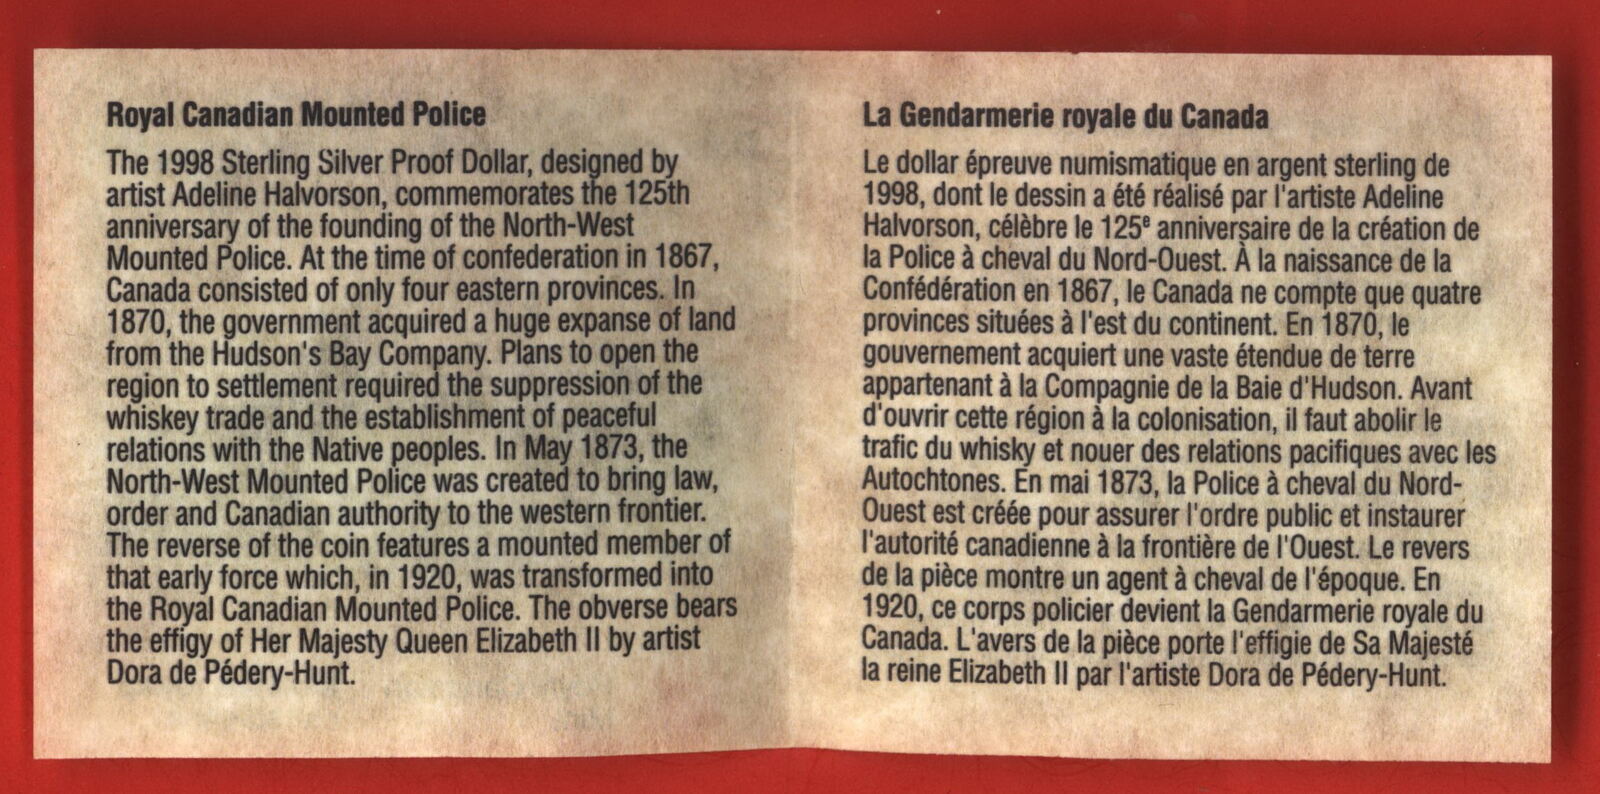 Royal Canadian Mounted Police
The 1998 Sterling Silver Proof Dollar, designed by
artist Adeline Halvorson, commemorates the 125th
anniversary of the founding of the North-West
Mounted Police. At the time of confederation in 1867,
Canada consisted of only four eastern provinces. In
1870, the government acquired a huge expanse of land
from the Hudson's Bay Company. Plans to open the
region to settlement required the suppression of the
whiskey trade and the establishment of peaceful
relations with the Native peoples. In May 1873, the
North-West Mounted Police was created to bring law,
order and Canadian authority to the western frontier.
The reverse of the coin features a mounted member of
that early force which, in 1920, was transformed into
the Royal Canadian Mounted Police. The obverse bears
the effigy of Her Majesty Queen Elizabeth II by artist
Dora de Pédery-Hunt.
La Gendarmerie royale du Canada
Le dollar épreuve numismatique en argent sterling de
1998, dont le dessin a été réalisé par l'artiste Adeline
Halvorson, célèbre le 125e anniversaire de la création de
la Police à cheval du Nord-Ouest. À la naissance de la
Confédération en 1867, le Canada ne compte que quatre
provinces situées à l'est du continent. En 1870, le
gouvernement acquiert une vaste étendue de terre
appartenant à la Compagnie de la Baie d'Hudson. Avant
d'ouvrir cette région à la colonisation, il faut abolir le
trafic du whisky et nouer des relations pacifiques avec les
Autochtones. En mai 1873, la Police à cheval du Nord-
Ouest est créée pour assurer l'ordre public et instaurer
l'autorité canadienne à la frontière de l'Ouest. Le revers
de la pièce montre un agent à cheval de l'époque. En
1920, ce corps policier devient la Gendarmerie royale du
Canada. L'avers de la pièce porte l'effigie de Sa Majesté
la reine Elizabeth II par l'artiste Dora de Pédery-Hunt.